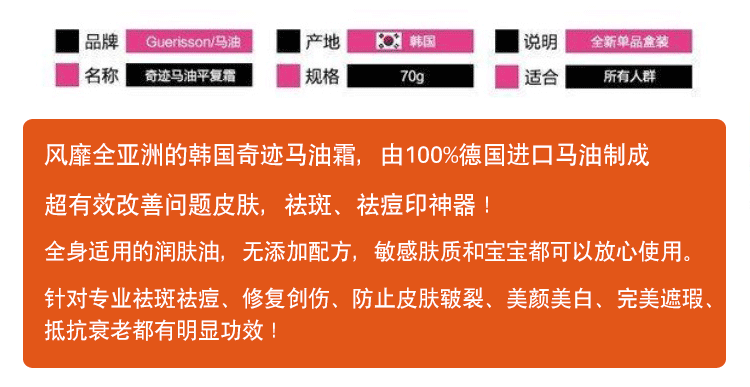 品牌 Guerisson/马油 产地 韩国 说明 全新单品盒装
名称 奇迹马油平复霜 规格 70g 适合 所有人群
风靡全亚洲的韩国奇迹马油霜，由100%德国进口马油制成
超有效改善问题皮肤，祛斑、祛痘印神器！
全身适用的润肤油，无添加配方，敏感肤质和宝宝都可以放心使用。
针对专业祛斑祛痘、修复创伤、防止皮肤皲裂、美颜美白、完美遮瑕、
抵抗衰老都有明显功效！